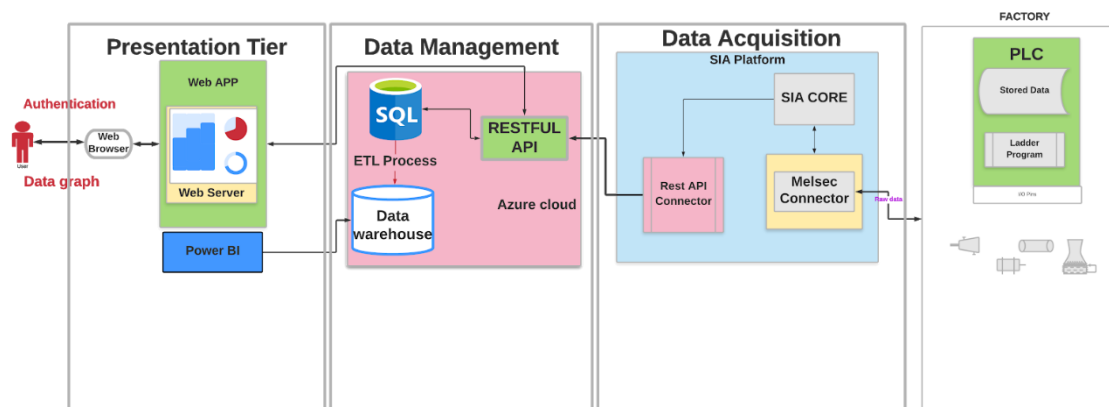 FACTORY
Presentation Tier
Data Management
Data Acquisition
SIA Platform
PLC
Web APP
Stored Data
SIA CORE
Authentication
SQL
RESTFUL
API
Web
Browser
User
Ladder
Program
ETL Process
Rest API
Connector
Melsec
Connector
Data graph
Web Server
Raw data
I/O Pins
Azure cloud
Data
warehouse
Power BI